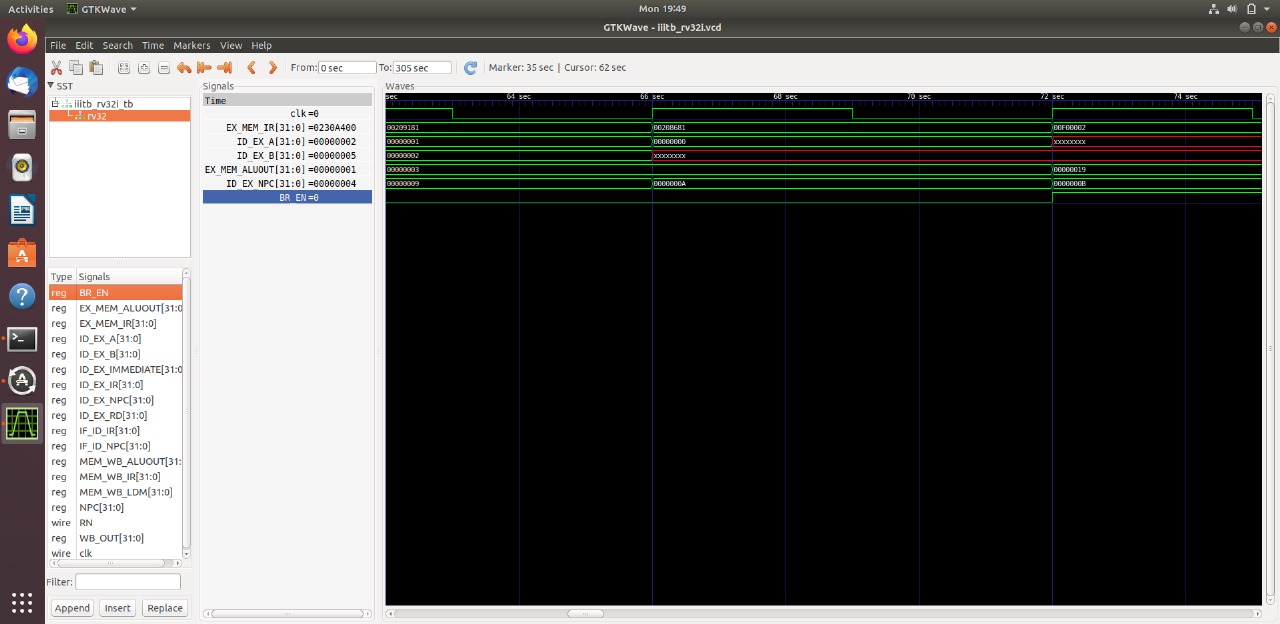 Activities GTKWave Mon 19:49
GTKWave - iiitb_rv32i.vcd
File Edit Search Time Markers View Help
From: 0 sec To: 305 sec Marker: 35 sec | Cursor: 62 sec
SST
iiitb_rv32i_tb
rv32
Type Signals
reg BR_EN
reg EX_MEM_ALUOUT[31:0
reg EX_MEM_IR[31:0]
reg ID_EX_A[31:0]
reg ID_EX_B[31:0]
reg ID_EX_IMMEDIATE[31:0
reg ID_EX_IR[31:0]
reg ID_EX_NPC[31:0]
reg ID_EX_RD[31:0]
reg IF_ID_IR[31:0]
reg IF_ID_NPC[31:0]
reg MEM_WB_ALUOUT[31:
reg MEM_WB_IR[31:0]
reg MEM_WB_LDM[31:0]
reg NPC[31:0]
wire RN
reg WB_OUT[31:0]
wire clk
Filter:
Append Insert Replace
Signals
Time
clk =0
EX_MEM_IR[31:0] =0230A400
ID_EX_A[31:0] =00000002
ID_EX_B[31:0] =00000005
EX_MEM_ALUOUT[31:0] =00000007
ID_EX_NPC[31:0] =00000004
BR_EN =0
Waves
sec 64 sec 66 sec 68 sec 70 sec 72 sec 74 sec
00209181 00208681 00F00002
00000001 00000000 xxxxxxxx
00000002 xxxxxxxx
00000003 00000019
00000009 0000000A 0000000B